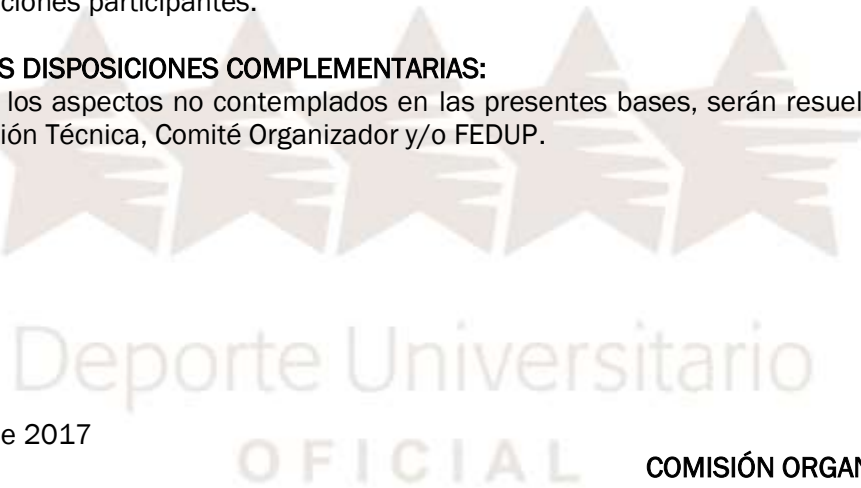 ciones participantes.
S DISPOSICIONES COMPLEMENTARIAS:
los aspectos no contemplados en las presentes bases, serán resuel
ión Técnica, Comité Organizador y/o FEDUP.
Deporte Universitario
e 2017
OFICIAL
COMISIÓN ORGAN